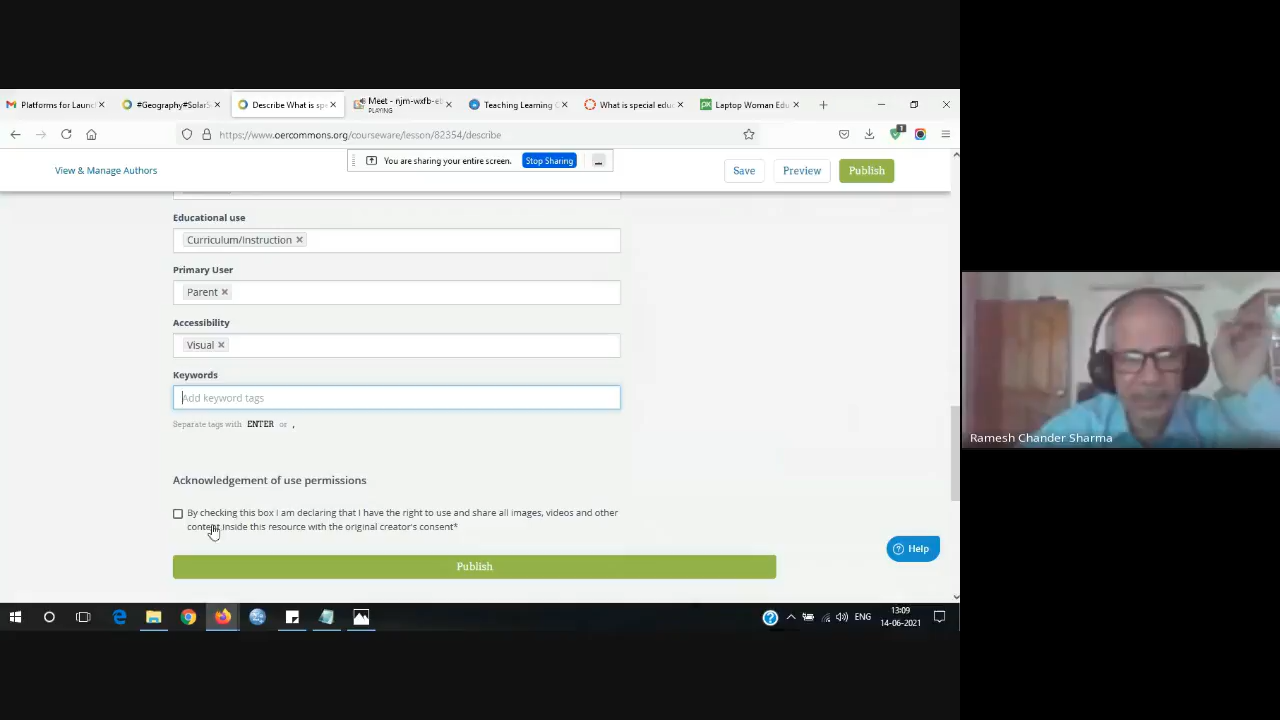 Platforms for Launc
#Geography#SolarS
Describe What is spe
Meet - njm-wxfb-et
PLAYING
Teaching Learning C
What is special edu
Laptop Woman Edu
https://www.oercommons.org/courseware/lesson/82354/describe
1
You are sharing your entire screen.
Stop Sharing
View & Manage Authors
Save
Preview
Publish
Educational use
Curriculum/Instruction
Primary User
Parent
Accessibility
Visual
Keywords
Add keyword tags
Separate tags with ENTER or ,
Acknowledgement of use permissions
By checking this box I am declaring that I have the right to use and share all images, videos and other
content inside this resource with the original creator's consent*
Help
Publish
Ramesh Chander Sharma
ENG
13:09
14-06-2021